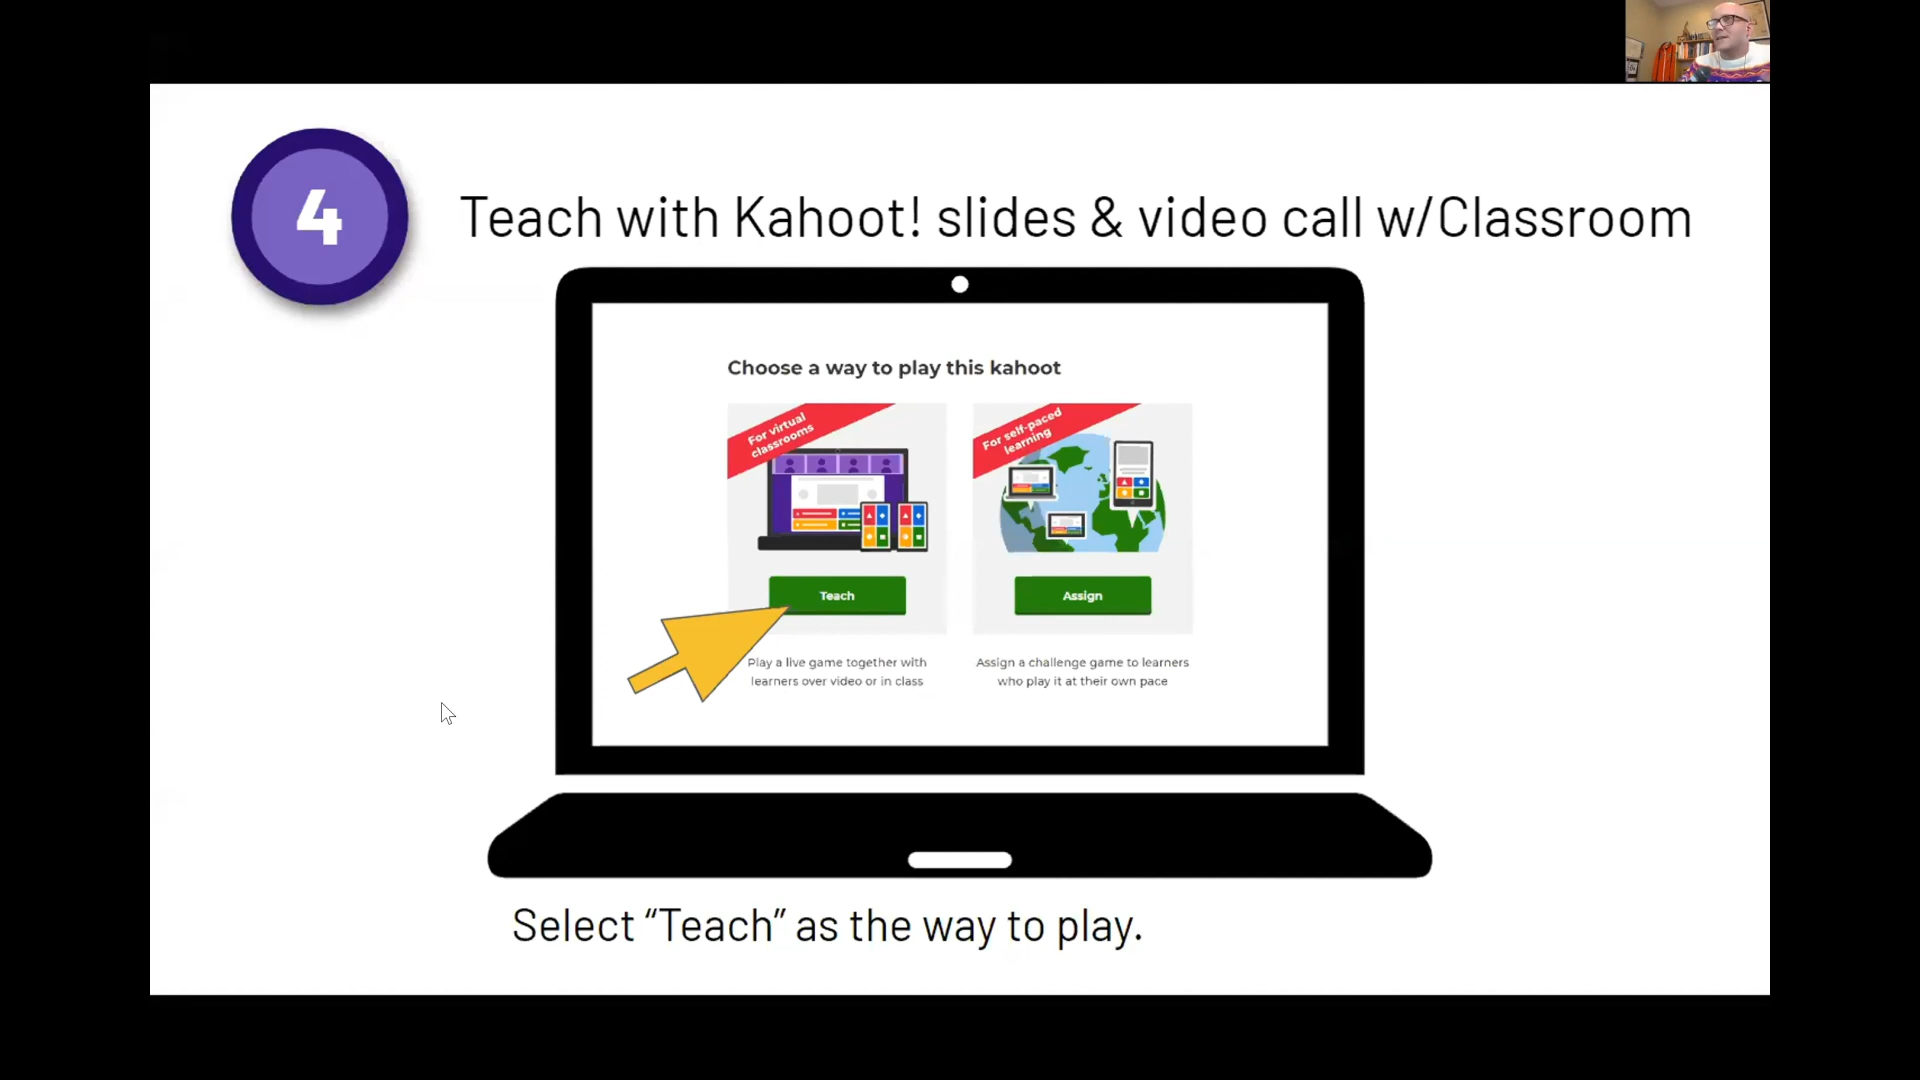 4
Teach with Kahoot! slides & video call w/Classroom
Choose a way to play this kahoot
For virtual
classrooms
For self-paced
learning
Teach
Assign
Play a live game together with
learners over video or in class
Assign a challenge game to learners
who play it at their own pace
Select “Teach” as the way to play.